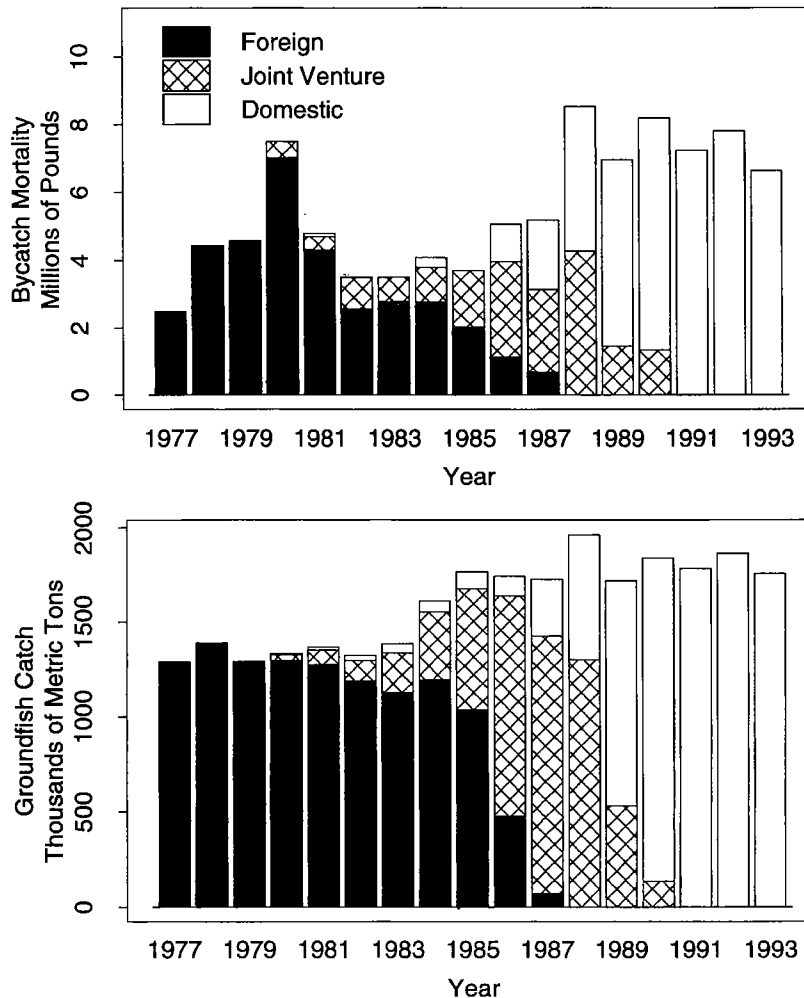 Foreign
Joint Venture
Domestic
Bycatch Mortality
Millions of Pounds
10
8
6
4
2
0
1977 1979 1981 1983 1985 1987 1989 1991 1993
Year
Groundfish Catch
Thousands of Metric Tons
2000
1500
1000
500
0
1977 1979 1981 1983 1985 1987 1989 1991 1993
Year